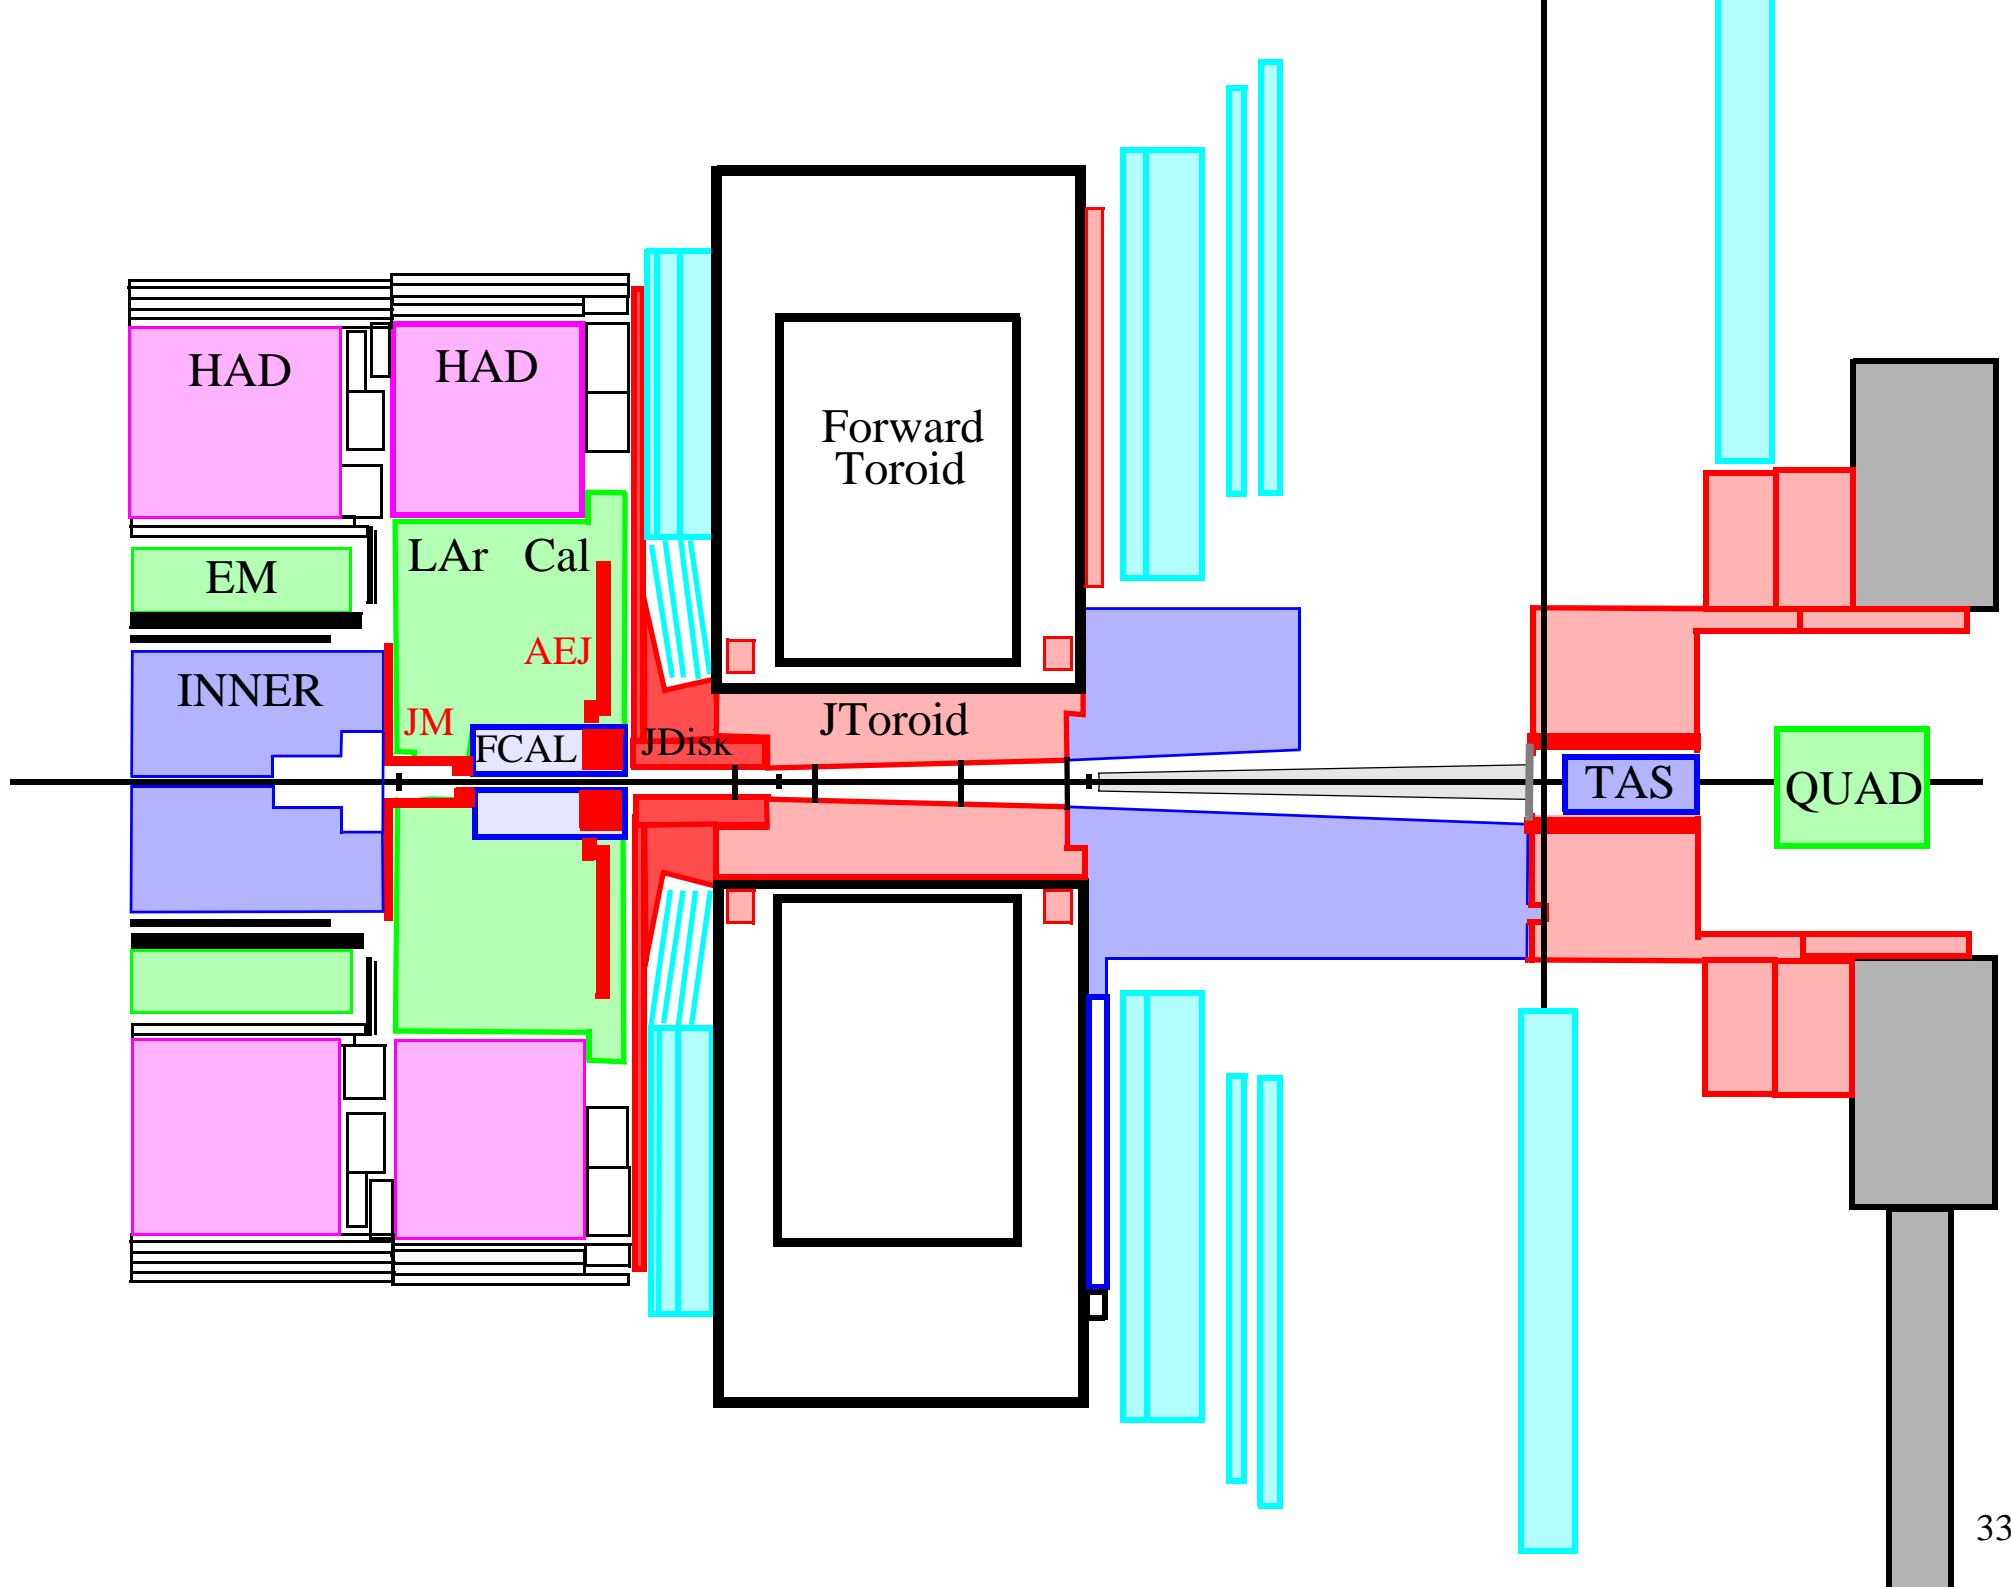 HAD
HAD
Forward
Toroid
LAr Cal
EM
AEJ
INNER
JM
JToroid
FCAL
JDisk
TAS
QUAD
33